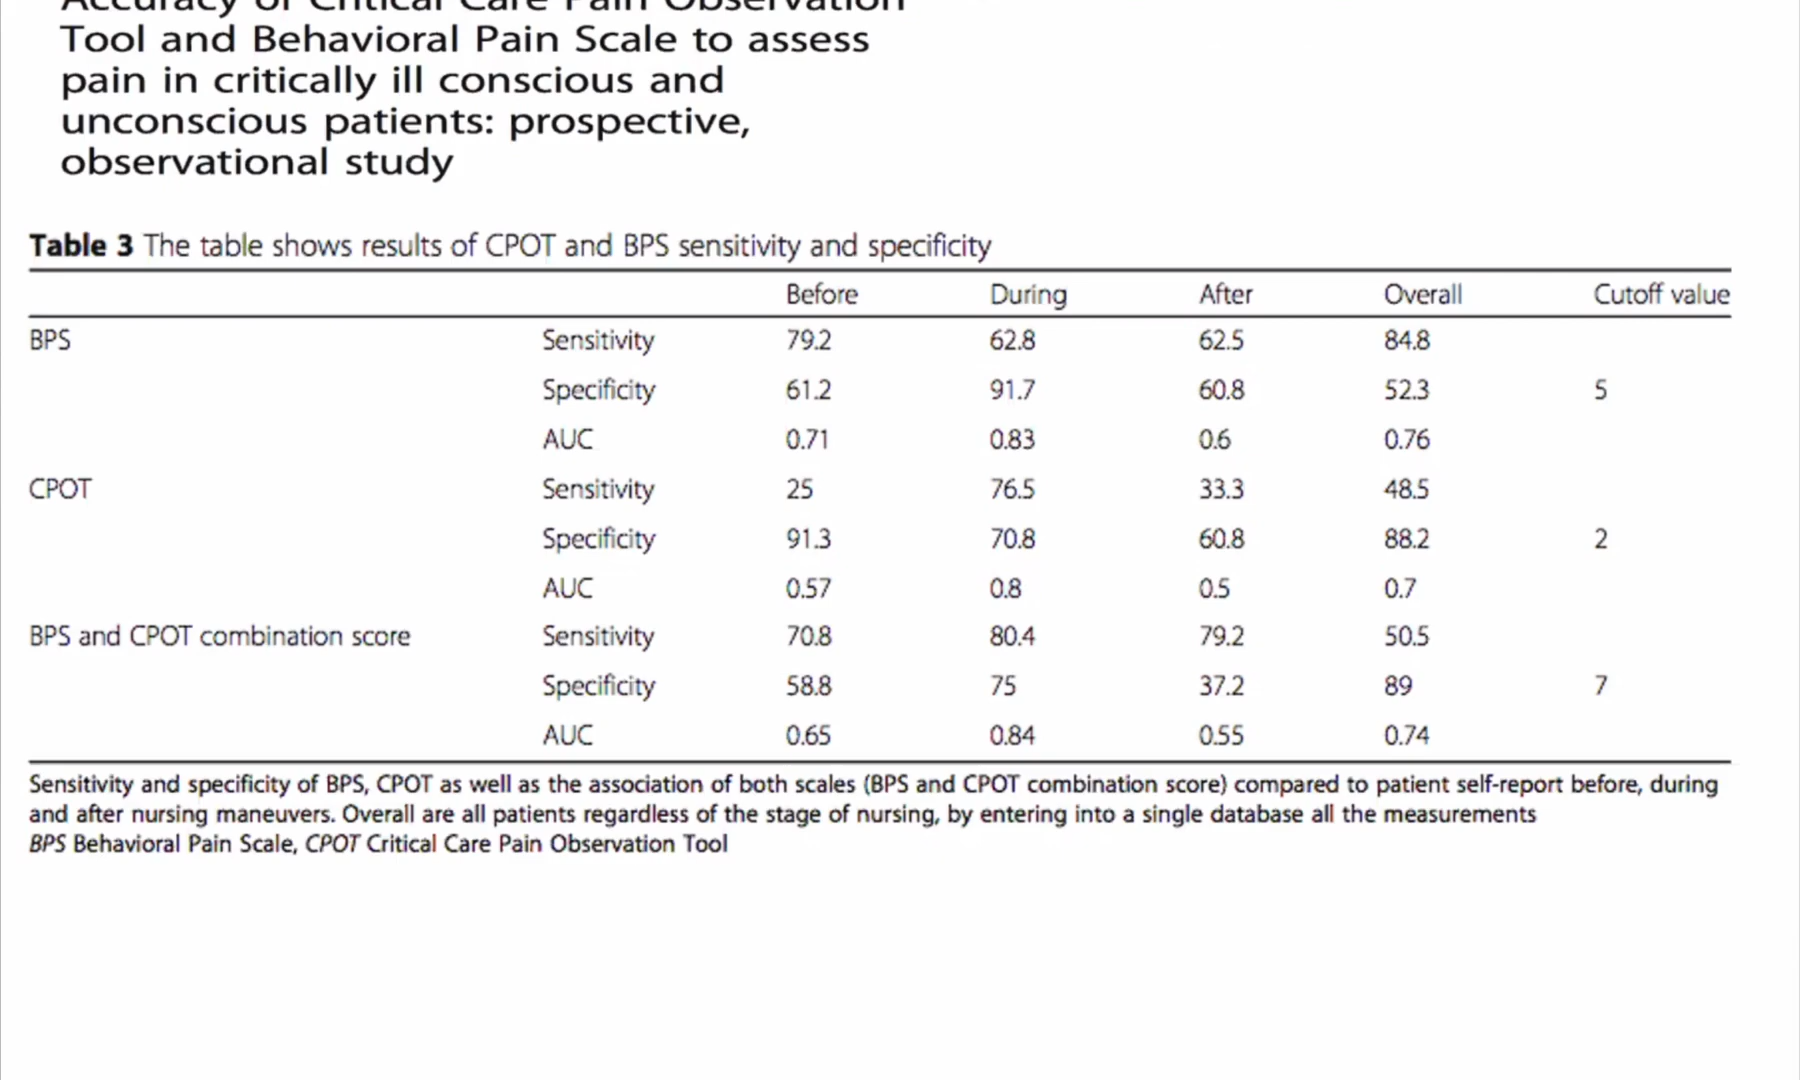 Accuracy of Critical Care Pain Observation
Tool and Behavioral Pain Scale to assess
pain in critically ill conscious and
unconscious patients: prospective,
observational study
Table 3 The table shows results of CPOT and BPS sensitivity and specificity
Before During After Overall Cutoff value
BPS Sensitivity 79.2 62.8 62.5 84.8
Specificity 61.2 91.7 60.8 52.3 5
AUC 0.71 0.83 0.6 0.76
CPOT Sensitivity 25 76.5 33.3 48.5
Specificity 91.3 70.8 60.8 88.2 2
AUC 0.57 0.8 0.5 0.7
BPS and CPOT combination score Sensitivity 70.8 80.4 79.2 50.5
Specificity 58.8 75 37.2 89 7
AUC 0.65 0.84 0.55 0.74
Sensitivity and specificity of BPS, CPOT as well as the association of both scales (BPS and CPOT combination score) compared to patient self-report before, during
and after nursing maneuvers. Overall are all patients regardless of the stage of nursing, by entering into a single database all the measurements
BPS Behavioral Pain Scale, CPOT Critical Care Pain Observation Tool